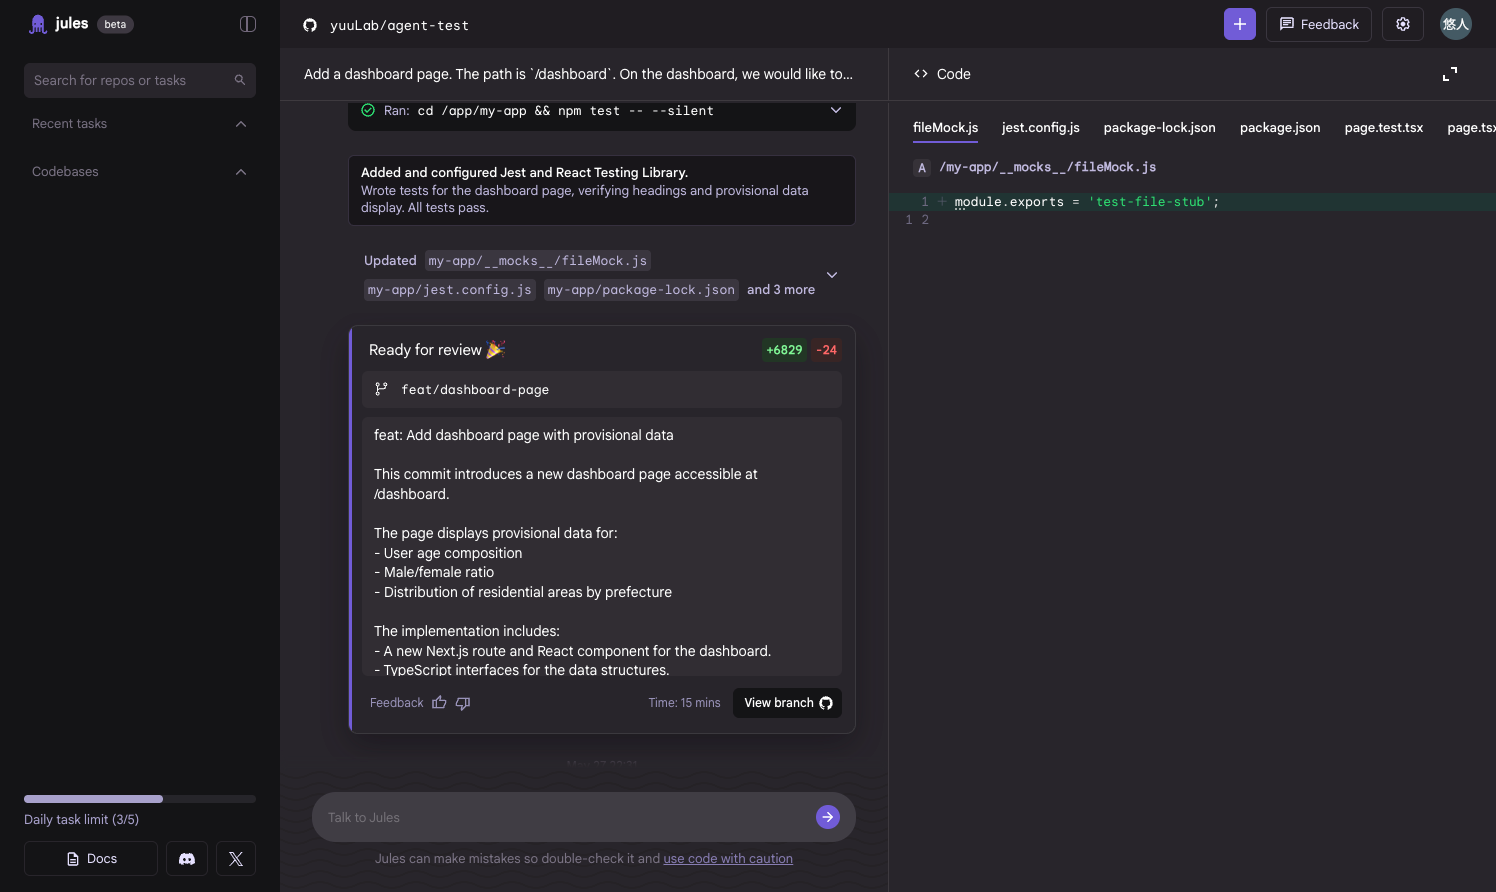 jules beta
Search for repos or tasks
Recent tasks
Codebases
Daily task limit (3/5)
Docs
yuuLab/agent-test
Feedback
悠人
Add a dashboard page. The path is `/dashboard`. On the dashboard, we would like to...
Ran: cd /app/my-app && npm test -- --silent
Added and configured Jest and React Testing Library.
Wrote tests for the dashboard page, verifying headings and provisional data
display. All tests pass.
Updated my-app/__mocks__/fileMock.js
my-app/jest.config.js my-app/package-lock.json and 3 more
Ready for review 🎉 +6829 -24
feat/dashboard-page
feat: Add dashboard page with provisional data
This commit introduces a new dashboard page accessible at
/dashboard.
The page displays provisional data for:
- User age composition
- Male/female ratio
- Distribution of residential areas by prefecture
The implementation includes:
- A new Next.js route and React component for the dashboard.
- TypeScript interfaces for the data structures.
Feedback Time: 15 mins View branch
Talk to Jules
Jules can make mistakes so double-check it and use code with caution
Code
fileMock.js jest.config.js package-lock.json package.json page.test.tsx page.tsx
A /my-app/__mocks__/fileMock.js
1 + module.exports = 'test-file-stub';
1 2